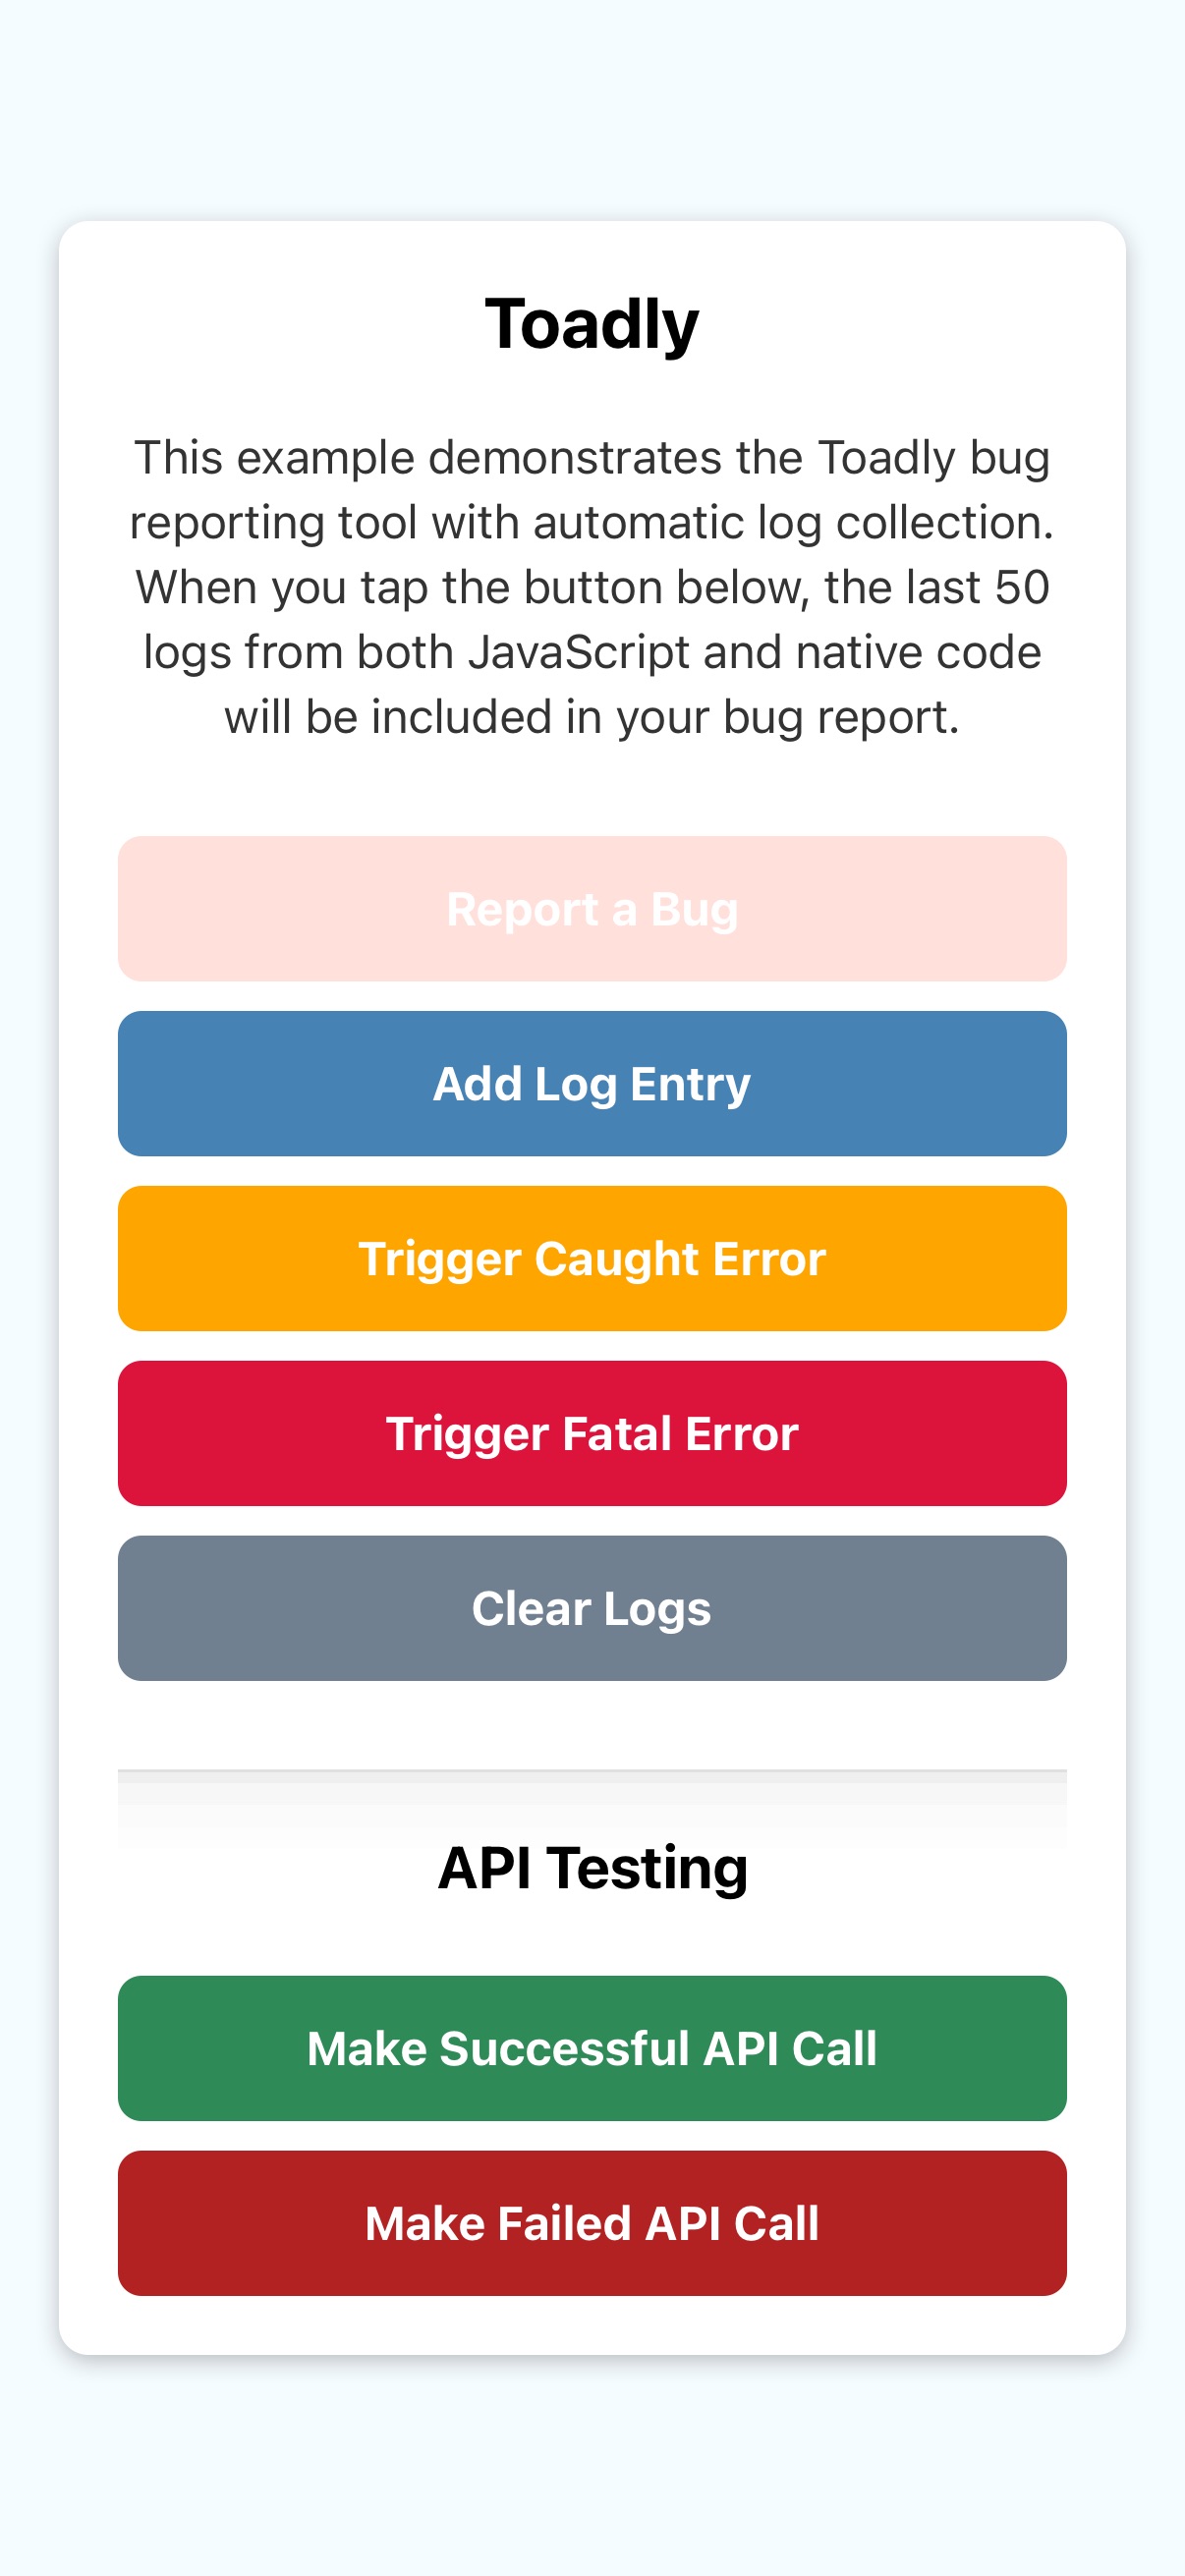 Toadly
This example demonstrates the Toadly bug
reporting tool with automatic log collection.
When you tap the button below, the last 50
logs from both JavaScript and native code
will be included in your bug report.
Report a Bug
Add Log Entry
Trigger Caught Error
Trigger Fatal Error
Clear Logs
API Testing
Make Successful API Call
Make Failed API Call